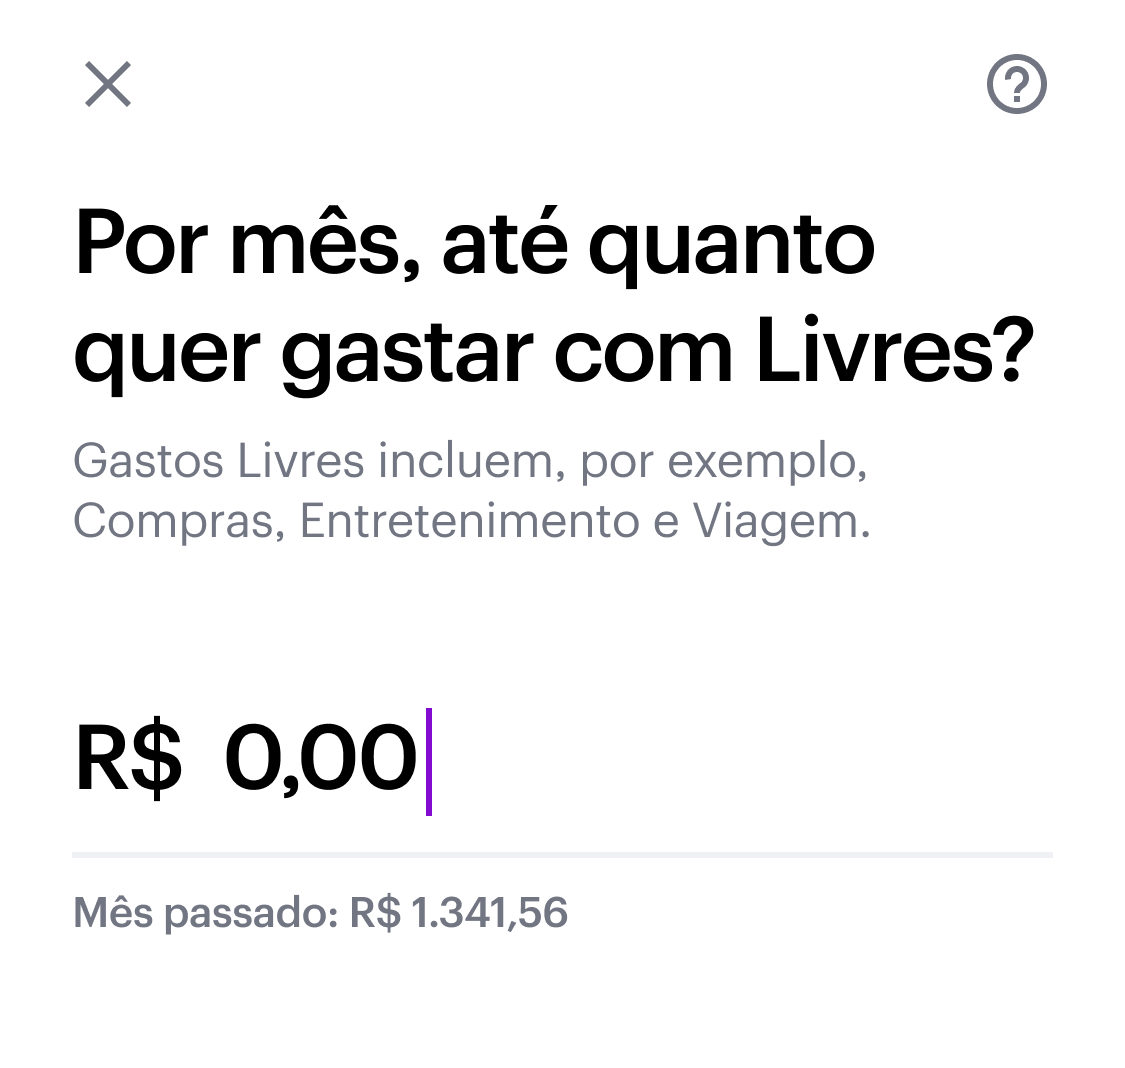 Por mês, até quanto
quer gastar com Livres?
Gastos Livres incluem, por exemplo,
Compras, Entretenimento e Viagem.
R$ 0,00
Mês passado: R$ 1.341,56